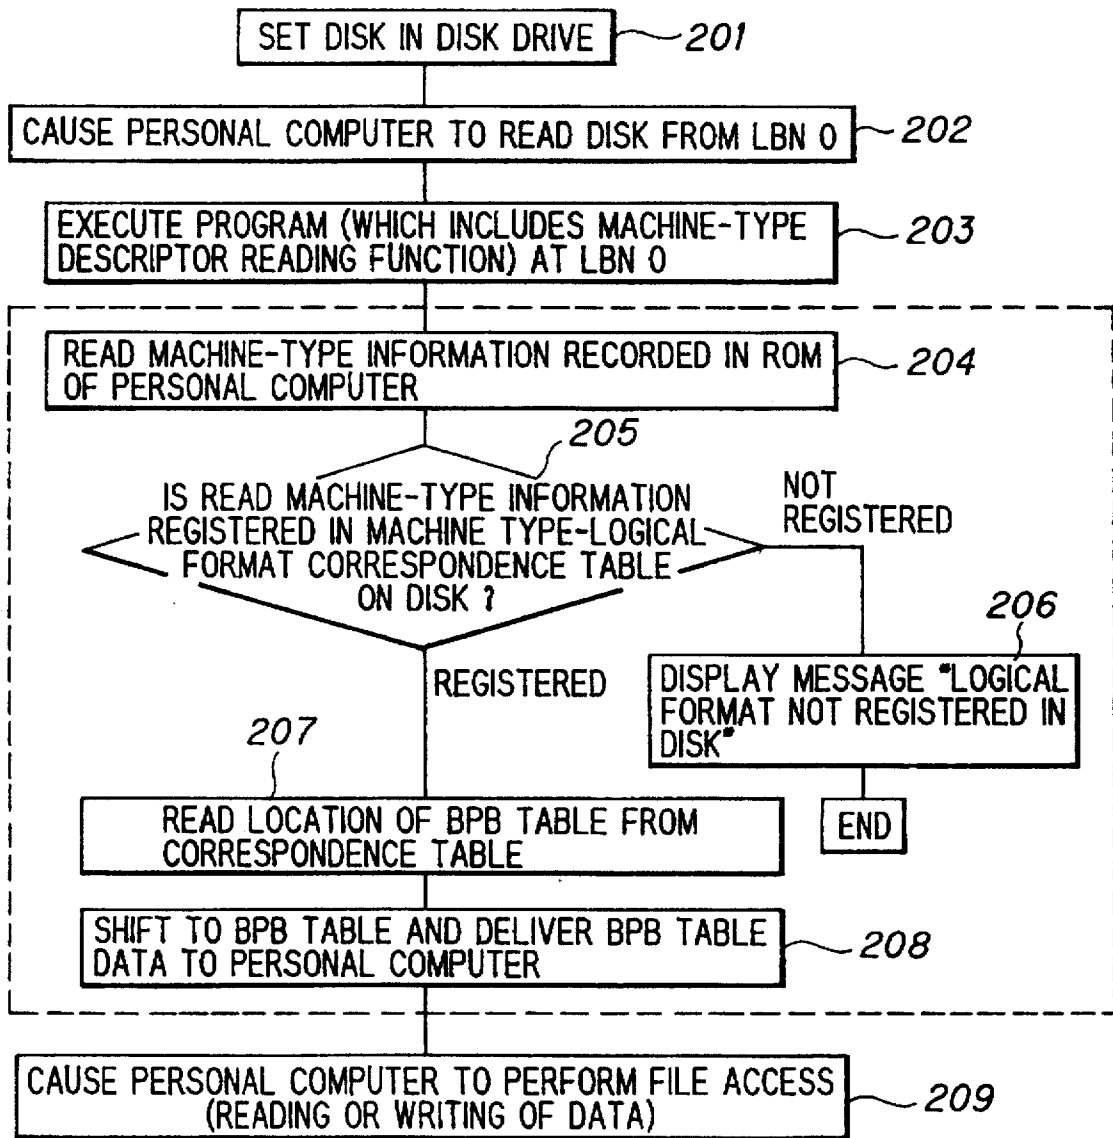 SET DISK IN DISK DRIVE
201
CAUSE PERSONAL COMPUTER TO READ DISK FROM LBN 0
202
EXECUTE PROGRAM (WHICH INCLUDES MACHINE-TYPE
DESCRIPTOR READING FUNCTION) AT LBN 0
203
READ MACHINE-TYPE INFORMATION RECORDED IN ROM
OF PERSONAL COMPUTER
204
205
IS READ MACHINE-TYPE INFORMATION
REGISTERED IN MACHINE TYPE-LOGICAL
FORMAT CORRESPONDENCE TABLE
ON DISK ?
NOT
REGISTERED
206
DISPLAY MESSAGE "LOGICAL
FORMAT NOT REGISTERED IN
DISK"
END
REGISTERED
207
READ LOCATION OF BPB TABLE FROM
CORRESPONDENCE TABLE
SHIFT TO BPB TABLE AND DELIVER BPB TABLE
DATA TO PERSONAL COMPUTER
208
CAUSE PERSONAL COMPUTER TO PERFORM FILE ACCESS
(READING OR WRITING OF DATA)
209